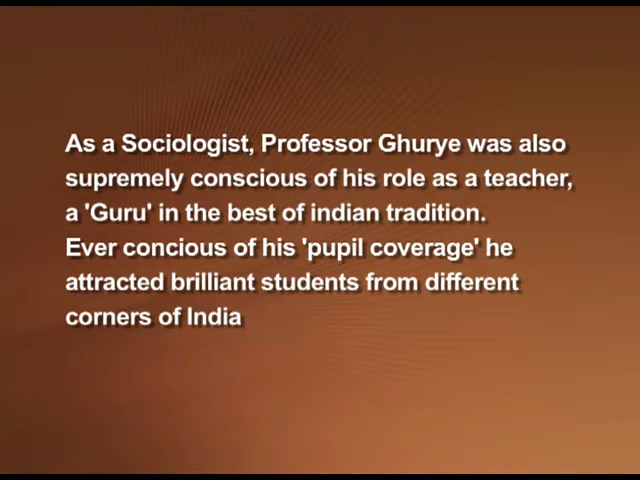 As a Sociologist, Professor Ghurye was also
supremely conscious of his role as a teacher,
a 'Guru' in the best of indian tradition.
Ever concious of his 'pupil coverage' he
attracted brilliant students from different
corners of India